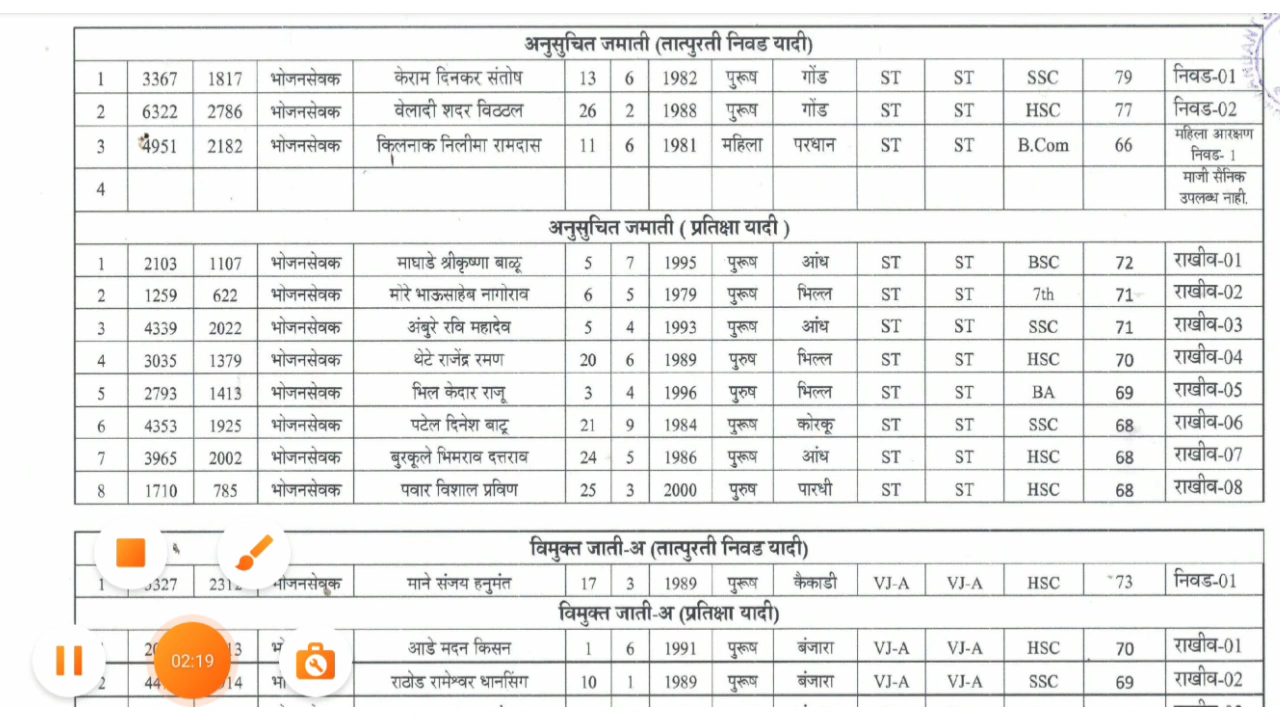 अनुसुचित जमाती (तात्पुरती निवड यादी)
1 3367 1817 भोजनसेवक केराम दिनकर संतोष 13 6 1982 पुरूष गोंड ST ST SSC 79 निवड-01
2 6322 2786 भोजनसेवक वेलादी शदर विठठल 26 2 1988 पुरूष गोंड ST ST HSC 77 निवड-02
3 4951 2182 भोजनसेवक किलनाक निलीमा रामदास 11 6 1981 महिला परधान ST ST B.Com 66 महिला आरक्षण
निवड- 1
4 माजी सैनिक
उपलब्ध नाही.
अनुसुचित जमाती ( प्रतिक्षा यादी )
1 2103 1107 भोजनसेवक माघाडे श्रीकृष्णा बाळू 5 7 1995 पुरूष आंध ST ST BSC 72 राखीव-01
2 1259 622 भोजनसेवक मोरे भाऊसाहेब नागोराव 6 5 1979 पुरूष भिल्ल ST ST 7th 71 राखीव-02
3 4339 2022 भोजनसेवक अंबुरे रवि महादेव 5 4 1993 पुरूष आंध ST ST SSC 71 राखीव-03
4 3035 1379 भोजनसेवक थेटे राजेंद्र रमण 20 6 1989 पुरुष भिल्ल ST ST HSC 70 राखीव-04
5 2793 1413 भोजनसेवक भिल केदार राजू 3 4 1996 पुरुष भिल्ल ST ST BA 69 राखीव-05
6 4353 1925 भोजनसेवक पटेल दिनेश बाटू 21 9 1984 पुरूष कोरकू ST ST SSC 68 राखीव-06
7 3965 2002 भोजनसेवक बुरकूले भिमराव दत्तराव 24 5 1986 पुरूष आंध ST ST HSC 68 राखीव-07
8 1710 785 भोजनसेवक पवार विशाल प्रविण 25 3 2000 पुरुष पारधी ST ST HSC 68 राखीव-08
विमुक्त जाती-अ (तात्पुरती निवड यादी)
1 भोजनसेवक माने संजय हनुमंत 17 3 1989 पुरूष कैकाडी VJ-A VJ-A HSC 73 निवड-01
विमुक्त जाती-अ (प्रतिक्षा यादी)
आडे मदन किसन 1 6 1991 पुरूष बंजारा VJ-A VJ-A HSC 70 राखीव-01
2 राठोड रामेश्वर धानसिंग 10 1 1989 पुरूष बंजारा VJ-A VJ-A SSC 69 राखीव-02
02:19